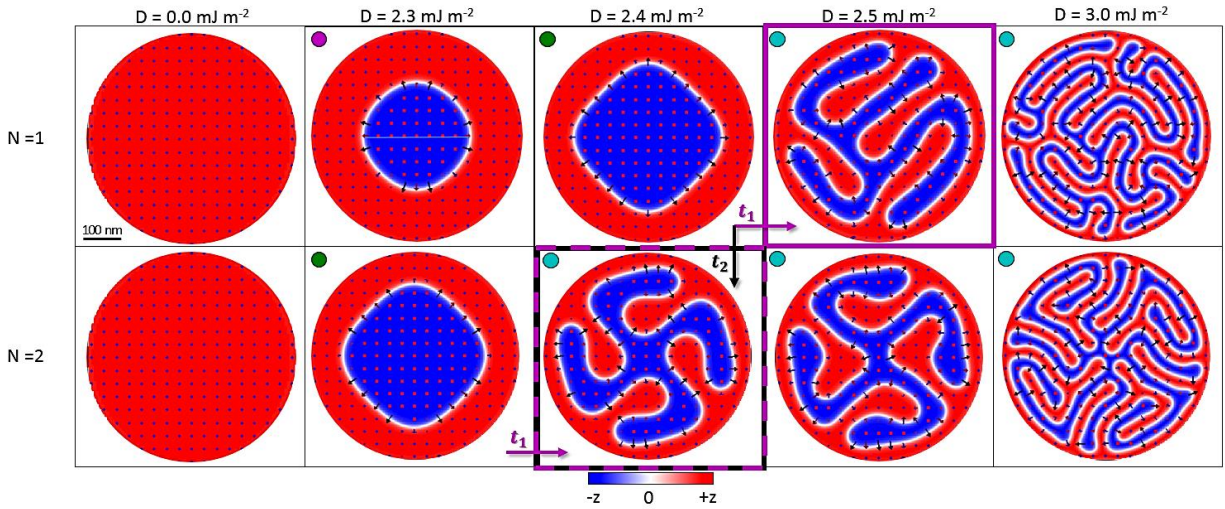 D = 0.0 mJ m⁻² D = 2.3 mJ m⁻² D = 2.4 mJ m⁻² D = 2.5 mJ m⁻² D = 3.0 mJ m⁻²
N =1
100 nm
t₁
t₂
N =2
t₁
-z 0 +z